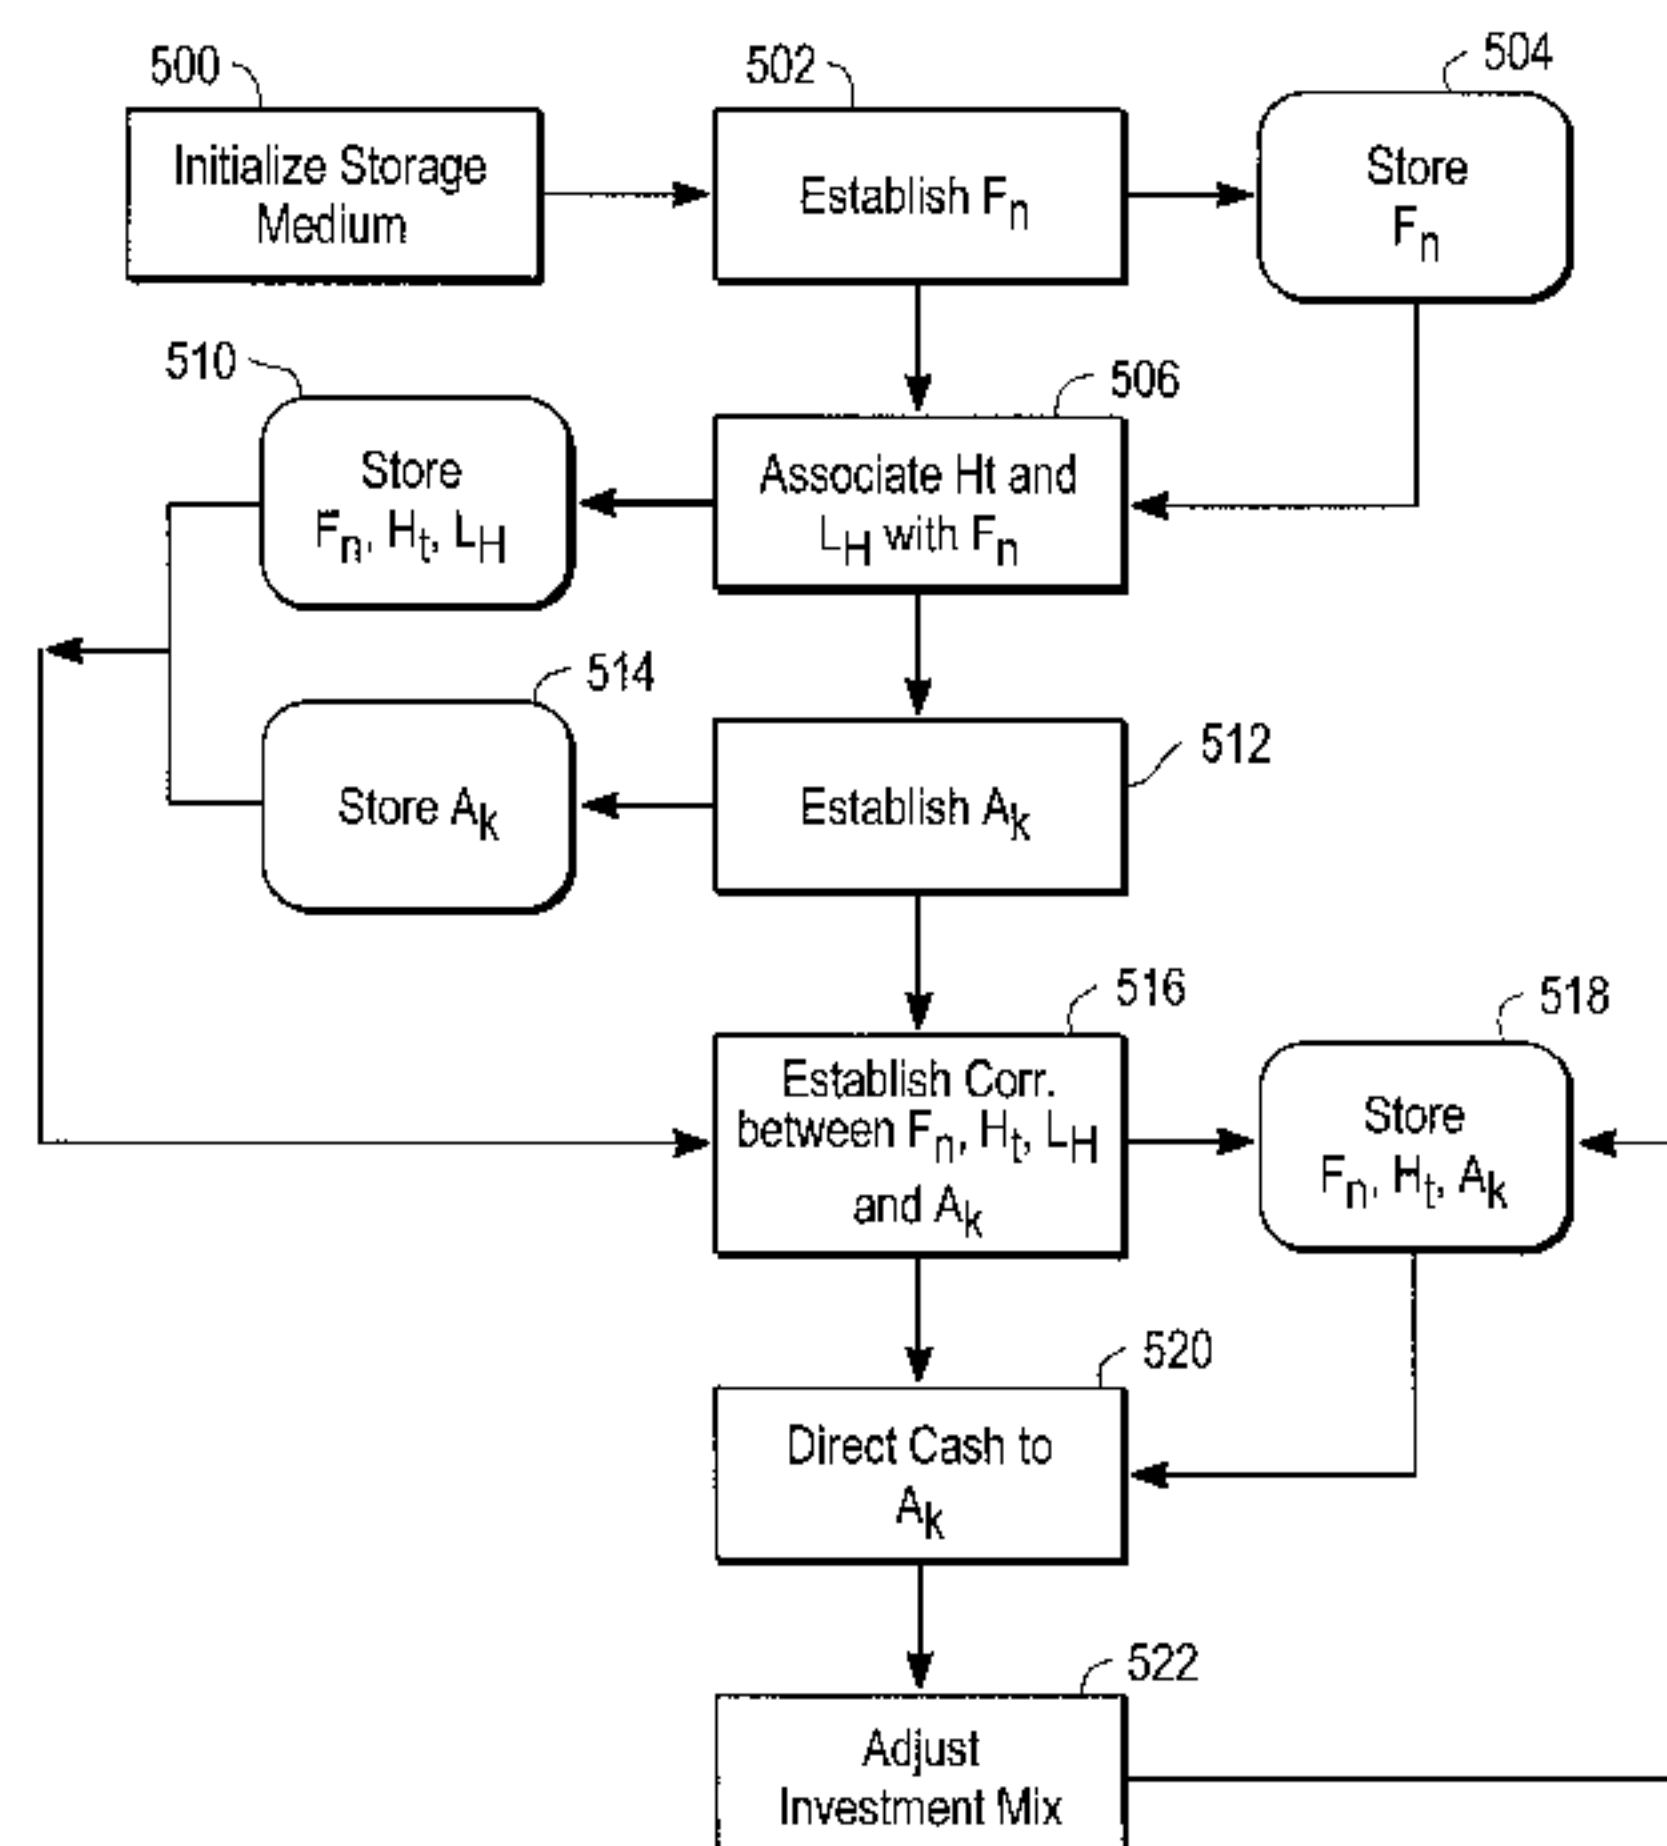 500
502
504
Initialize Storage
Medium
Establish Fn
Store
Fn
510
506
Store
Fn, Ht, LH
Associate Ht and
LH with Fn
514
512
Store Ak
Establish Ak
516
518
Establish Corr.
between Fn, Ht, LH
and Ak
Store
Fn, Ht, Ak
520
Direct Cash to
Ak
522
Adjust
Investment Mix